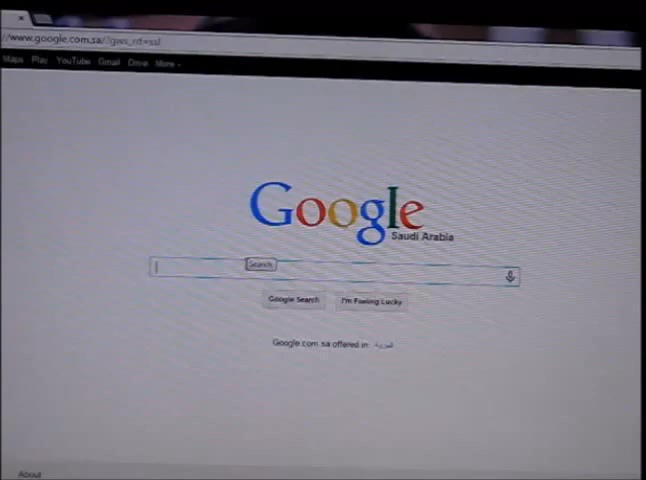 //www.google.com.sa/?gws_rd=ssl
Maps Play YouTube Gmail Drive More
Google
Saudi Arabia
Search
Google Search I'm Feeling Lucky
Google.com.sa offered in: العربية
About